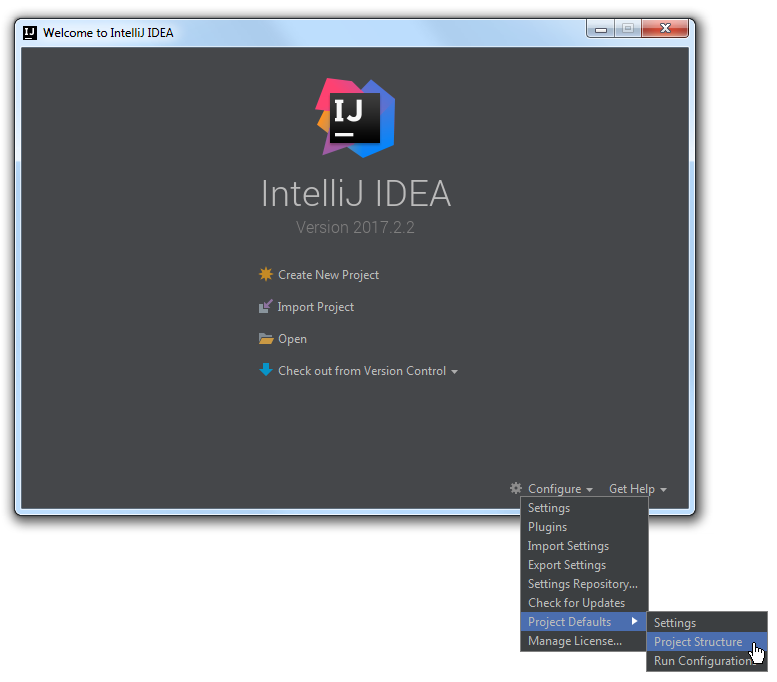 IJ Welcome to IntelliJ IDEA
IJ
IntelliJ IDEA
Version 2017.2.2
Create New Project
Import Project
Open
Check out from Version Control
Configure Get Help
Settings
Plugins
Import Settings
Export Settings
Settings Repository...
Check for Updates
Project Defaults
Manage License...
Settings
Project Structure
Run Configuration